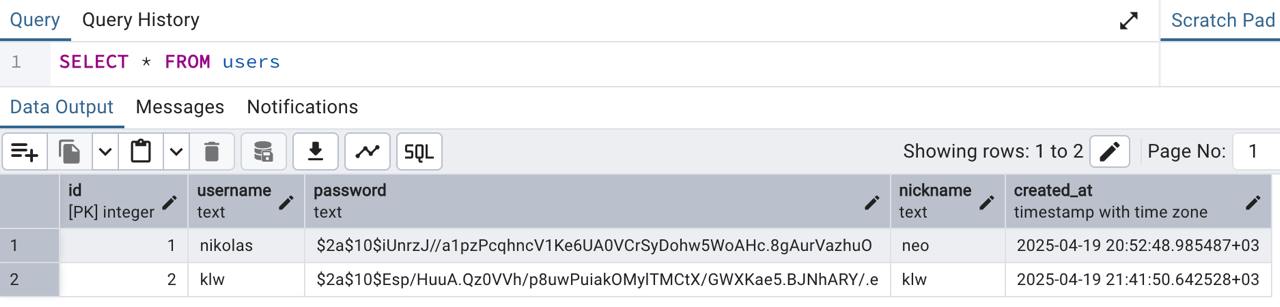 Query Query History Scratch Pad
1 SELECT * FROM users
Data Output Messages Notifications
SQL Showing rows: 1 to 2 Page No: 1
id username password nickname created_at
[PK] integer text text text timestamp with time zone
1 1 nikolas $2a$10$iUnrzJ//a1pzPcqhncV1Ke6UA0VCrSyDohw5WoAHc.8gAurVazhuO neo 2025-04-19 20:52:48.985487+03
2 2 klw $2a$10$Esp/HuuA.Qz0VVh/p8uwPuiakOMylTMCtX/GWXKae5.BJNhARY/.e klw 2025-04-19 21:41:50.642528+03